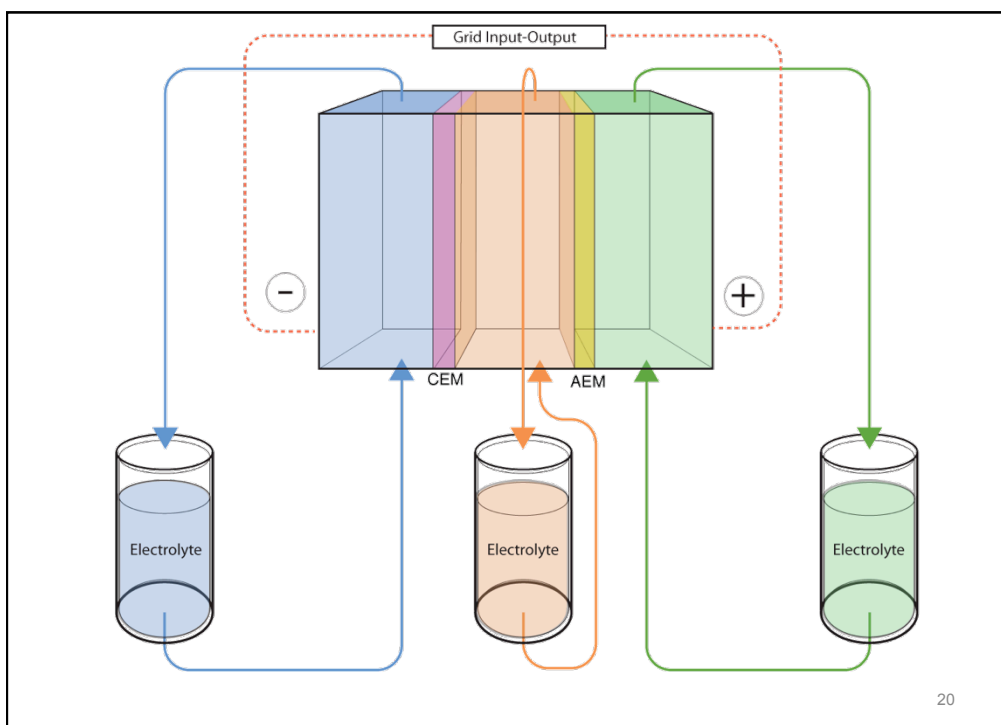 Grid Input-Output
-
+
CEM
AEM
Electrolyte
Electrolyte
Electrolyte
20